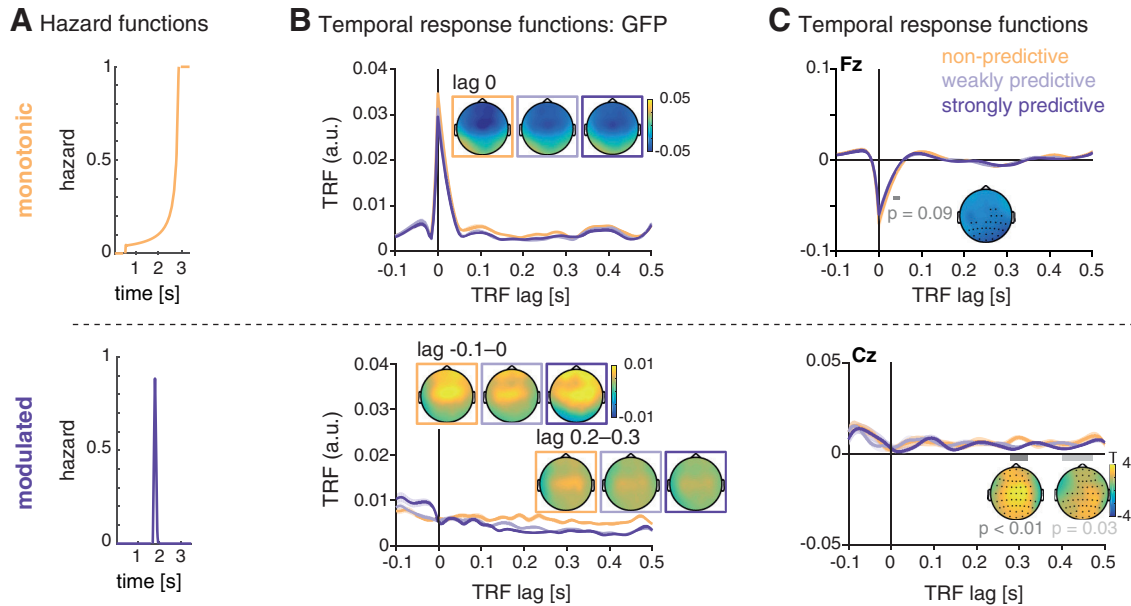 A Hazard functions
B Temporal response functions: GFP
C Temporal response functions
monotonic
hazard
1
0.5
0
1 2 3
time [s]
TRF (a.u.)
0.04
0.03
0.02
0.01
0
lag 0
0.05
-0.05
-0.1 0 0.1 0.2 0.3 0.4 0.5
TRF lag [s]
Fz
non-predictive
weakly predictive
strongly predictive
0.1
0
-0.1
p = 0.09
-0.1 0 0.1 0.2 0.3 0.4 0.5
TRF lag [s]
modulated
hazard
1
0.5
0
1 2 3
time [s]
TRF (a.u.)
0.04
0.03
0.02
0.01
0
lag -0.1–0
0.01
-0.01
lag 0.2–0.3
-0.1 0 0.1 0.2 0.3 0.4 0.5
TRF lag [s]
Cz
0.05
0
-0.05
T
4
-4
p < 0.01
p = 0.03
-0.1 0 0.1 0.2 0.3 0.4 0.5
TRF lag [s]